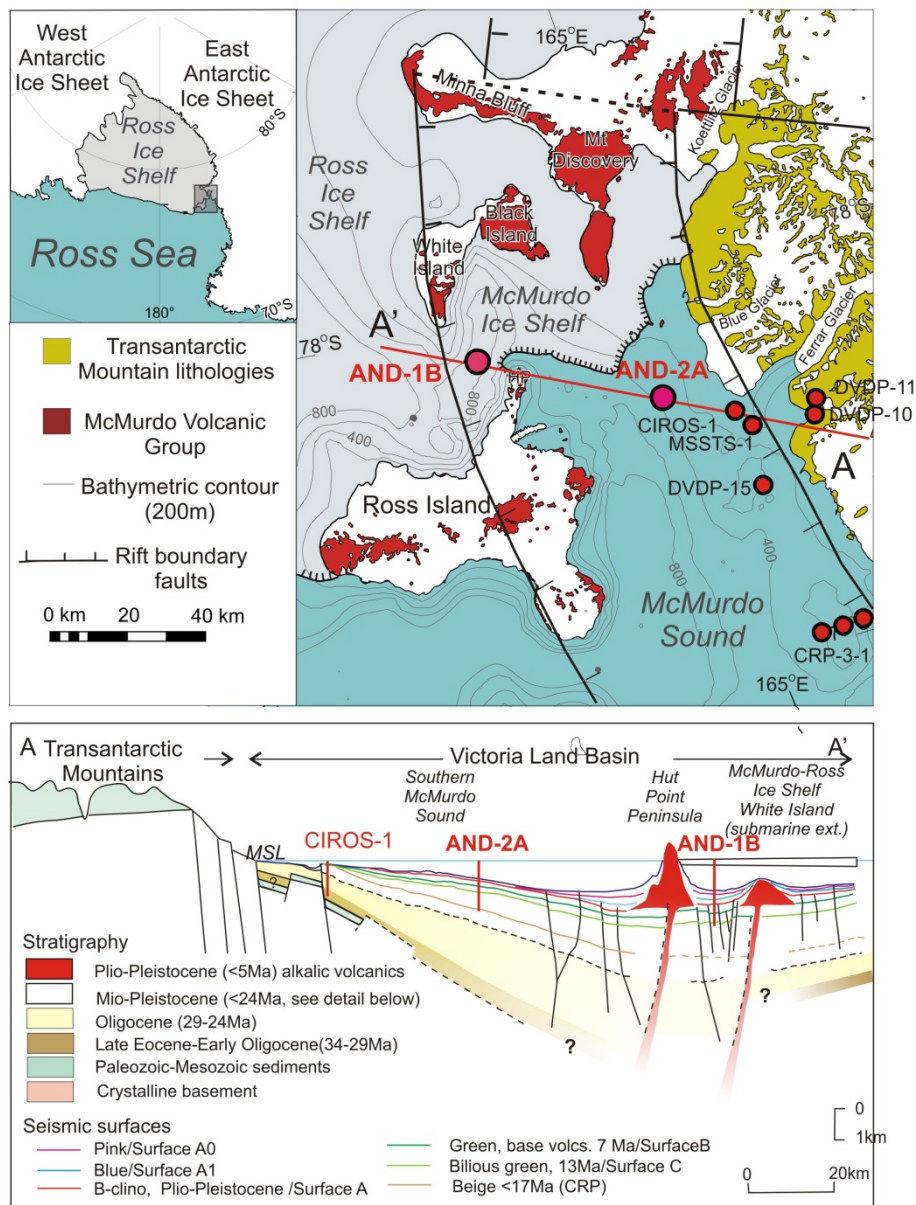 West
Antarctic
Ice Sheet
East
Antarctic
Ice Sheet
80°S
Ross
Ice
Shelf
Ross Sea
180°
70°S
Transantarctic
Mountain lithologies
McMurdo Volcanic
Group
Bathymetric contour
(200m)
Rift boundary
faults
0 km 20 40 km
165°E
Minna Bluff
Koettlitz Glacier
Mt
Discovery
Ross
Ice
Shelf
Black
Island
White
Island
78°S
McMurdo
Ice Shelf
Blue Glacier
Ferrar Glacier
A'
78°S
AND-1B
AND-2A
HP
DVDP-11
DVDP-10
CIROS-1
MSSTS-1
A
800
800
400
DVDP-15
400
Ross Island
800
800
McMurdo
Sound
CRP-3-1
165°E
A
Transantarctic
Mountains
Victoria Land Basin
A'
Southern
McMurdo
Sound
Hut
Point
Peninsula
McMurdo-Ross
Ice Shelf
White Island
(submarine ext.)
CIROS-1
AND-2A
AND-1B
MSL
?
?
?
Stratigraphy
Plio-Pleistocene (<5Ma) alkalic volcanics
Mio-Pleistocene (<24Ma, see detail below)
Oligocene (29-24Ma)
Late Eocene-Early Oligocene(34-29Ma)
Paleozoic-Mesozoic sediments
Crystalline basement
Seismic surfaces
Pink/Surface A0
Blue/Surface A1
B-clino, Plio-Pleistocene /Surface A
Green, base volcs. 7 Ma/SurfaceB
Bilious green, 13Ma/Surface C
Beige <17Ma (CRP)
0
1km
0 20km